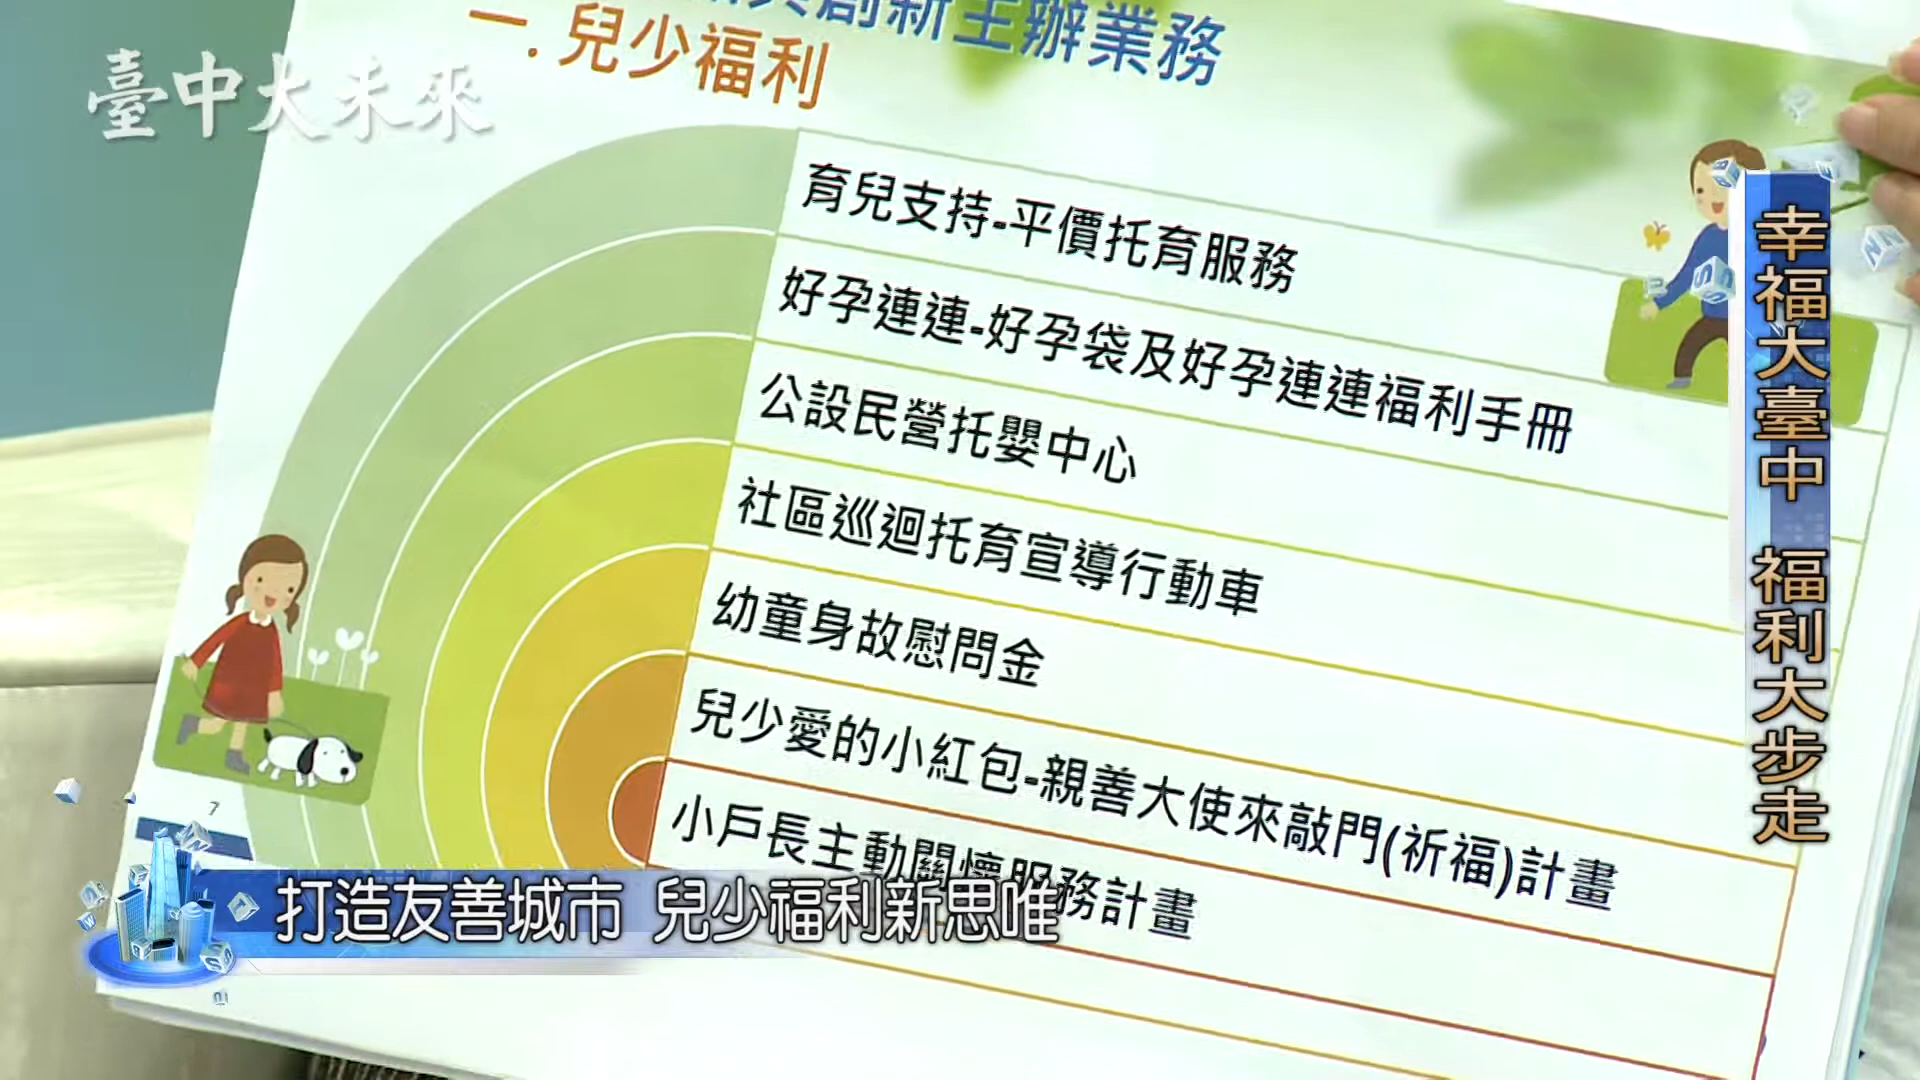 臺中大未來
創新主辦業務
一. 兒少福利
育兒支持-平價托育服務
好孕連連-好孕袋及好孕連連福利手冊
公設民營托嬰中心
社區巡迴托育宣導行動車
幼童身故慰問金
兒少愛的小紅包-親善大使來敲門(祈福)計畫
小戶長主動關懷服務計畫
7
幸福大臺中 福利大步走
打造友善城市 兒少福利新思唯